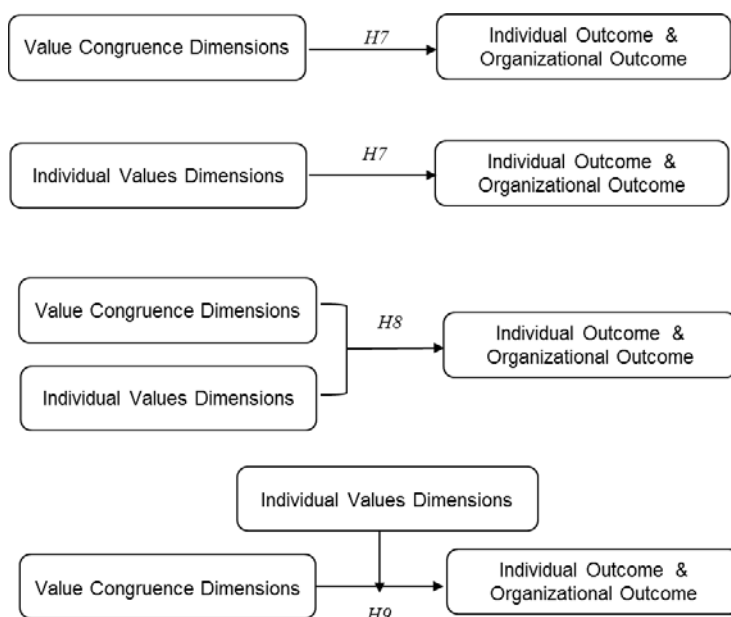 Value Congruence Dimensions
H7
Individual Outcome &
Organizational Outcome
Individual Values Dimensions
H7
Individual Outcome &
Organizational Outcome
Value Congruence Dimensions
Individual Values Dimensions
H8
Individual Outcome &
Organizational Outcome
Individual Values Dimensions
Value Congruence Dimensions
H9
Individual Outcome &
Organizational Outcome